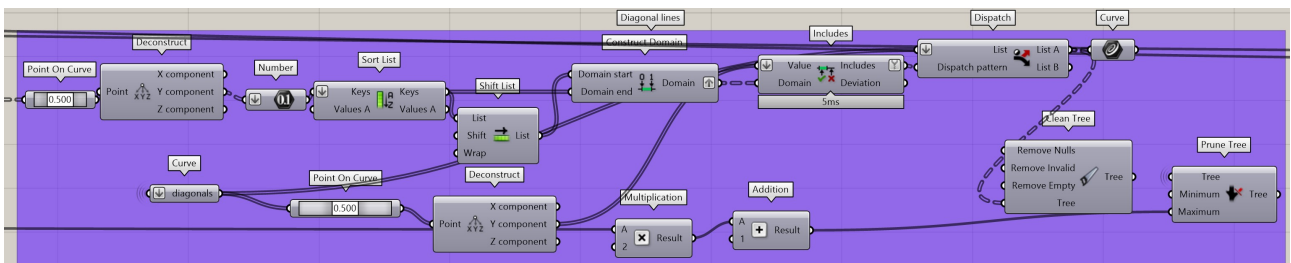 Diagonal lines
Dispatch
Curve
Deconstruct
Construct Domain
Includes
Point On Curve
Number
Sort List
Shift List
0.500
Point
X component
Y component
Z component
Keys
Values A
Keys
Values A
List
Shift
Wrap
List
Domain start
Domain end
0 1
Domain
Value
Domain
Includes
Deviation
5ms
List
Dispatch pattern
List A
List B
Curve
diagonals
Point On Curve
0.500
Deconstruct
Point
X component
Y component
Z component
Multiplication
A
2
Result
Addition
A
1
Result
Clean Tree
Remove Nulls
Remove Invalid
Remove Empty
Tree
Tree
Prune Tree
Tree
Minimum
Maximum
Tree